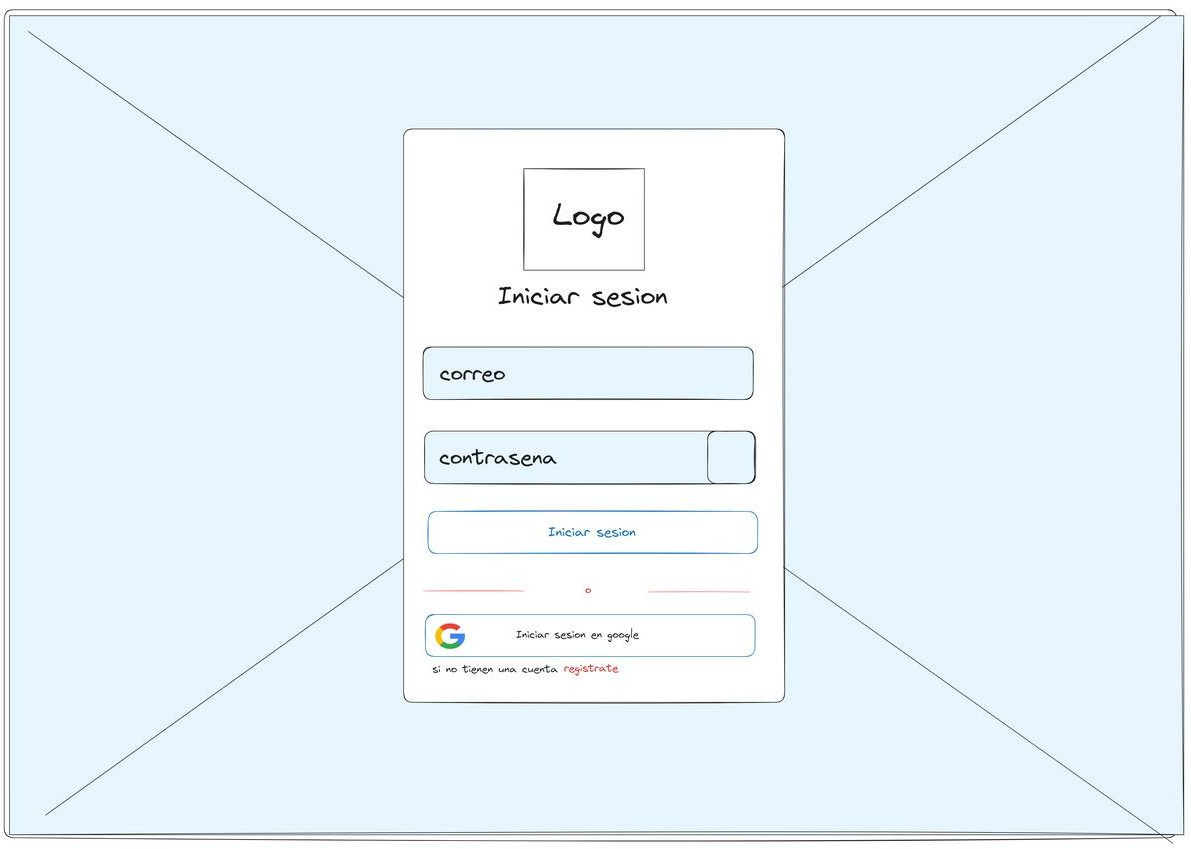 Logo
Iniciar sesion
correo
contrasena
Iniciar sesion
o
Iniciar sesion en google
si no tienen una cuenta registrate